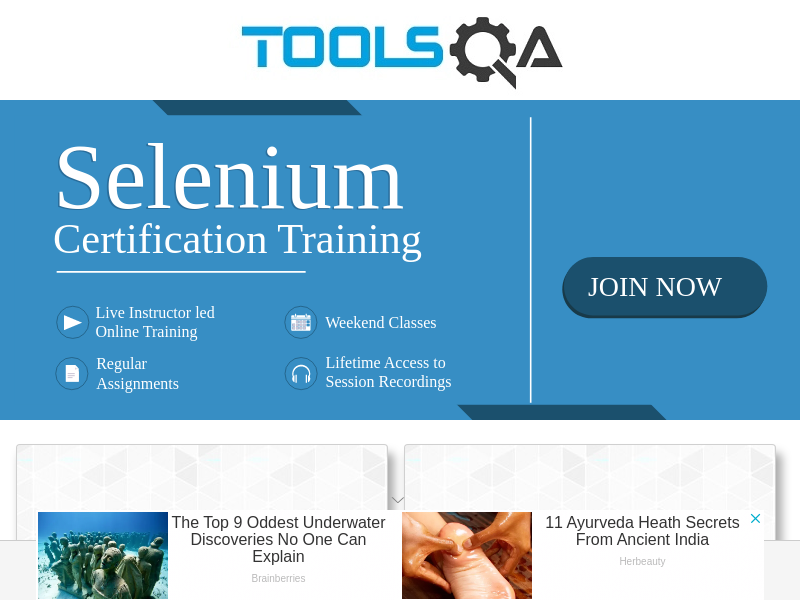 TOOLSQA
Selenium
Certification Training
JOIN NOW
Live Instructor led
Online Training
Weekend Classes
Regular
Assignments
Lifetime Access to
Session Recordings
The Top 9 Oddest Underwater
Discoveries No One Can
Explain
Brainberries
11 Ayurveda Heath Secrets
From Ancient India
Herbeauty